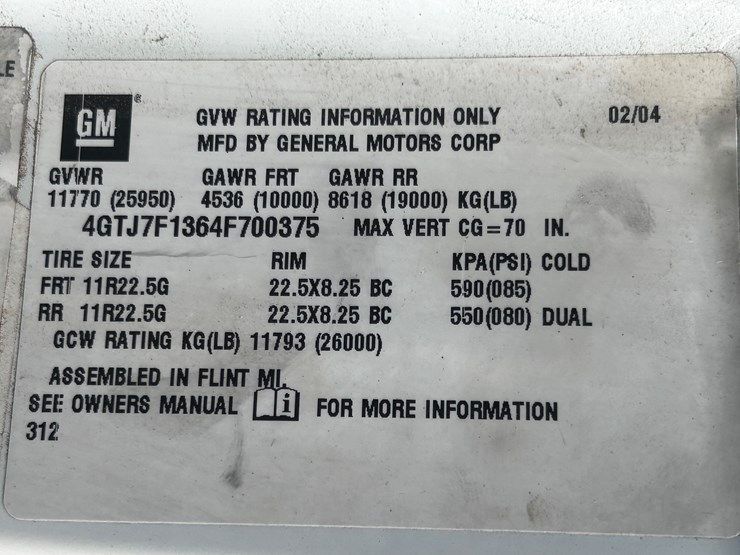 LE
GM ®
GVW RATING INFORMATION ONLY 02/04
MFD BY GENERAL MOTORS CORP
GVWR GAWR FRT GAWR RR
11770 (25950) 4536 (10000) 8618 (19000) KG(LB)
4GTJ7F1364F700375 MAX VERT CG=70 IN.
TIRE SIZE RIM KPA(PSI) COLD
FRT 11R22.5G 22.5X8.25 BC 590(085)
RR 11R22.5G 22.5X8.25 BC 550(080) DUAL
GCW RATING KG(LB) 11793 (26000)
ASSEMBLED IN FLINT MI.
SEE OWNERS MANUAL i FOR MORE INFORMATION
312